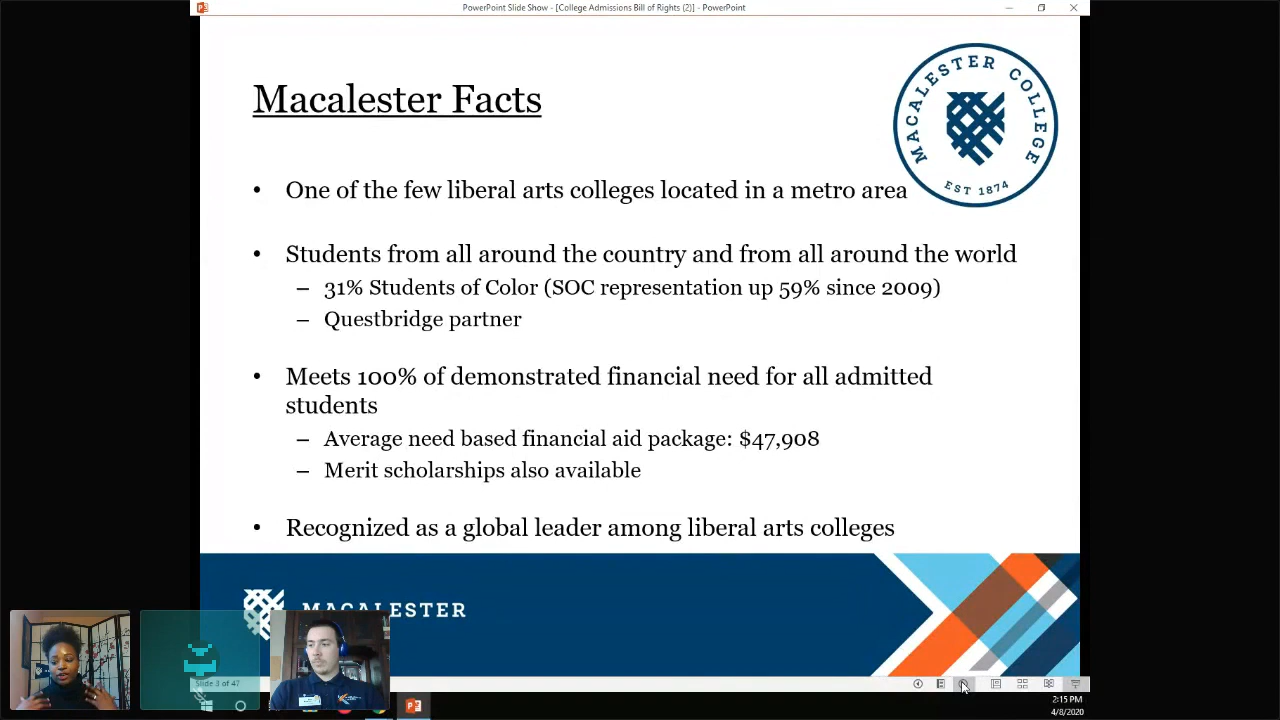 PowerPoint Slide Show - [College Admissions Bill of Rights (2)] - PowerPoint
Macalester Facts
MACALESTER COLLEGE
EST 1874
• One of the few liberal arts colleges located in a metro area
• Students from all around the country and from all around the world
– 31% Students of Color (SOC representation up 59% since 2009)
– Questbridge partner
• Meets 100% of demonstrated financial need for all admitted
students
– Average need based financial aid package: $47,908
– Merit scholarships also available
• Recognized as a global leader among liberal arts colleges
MACALESTER
Slide 3 of 47
2:15 PM
4/8/2020